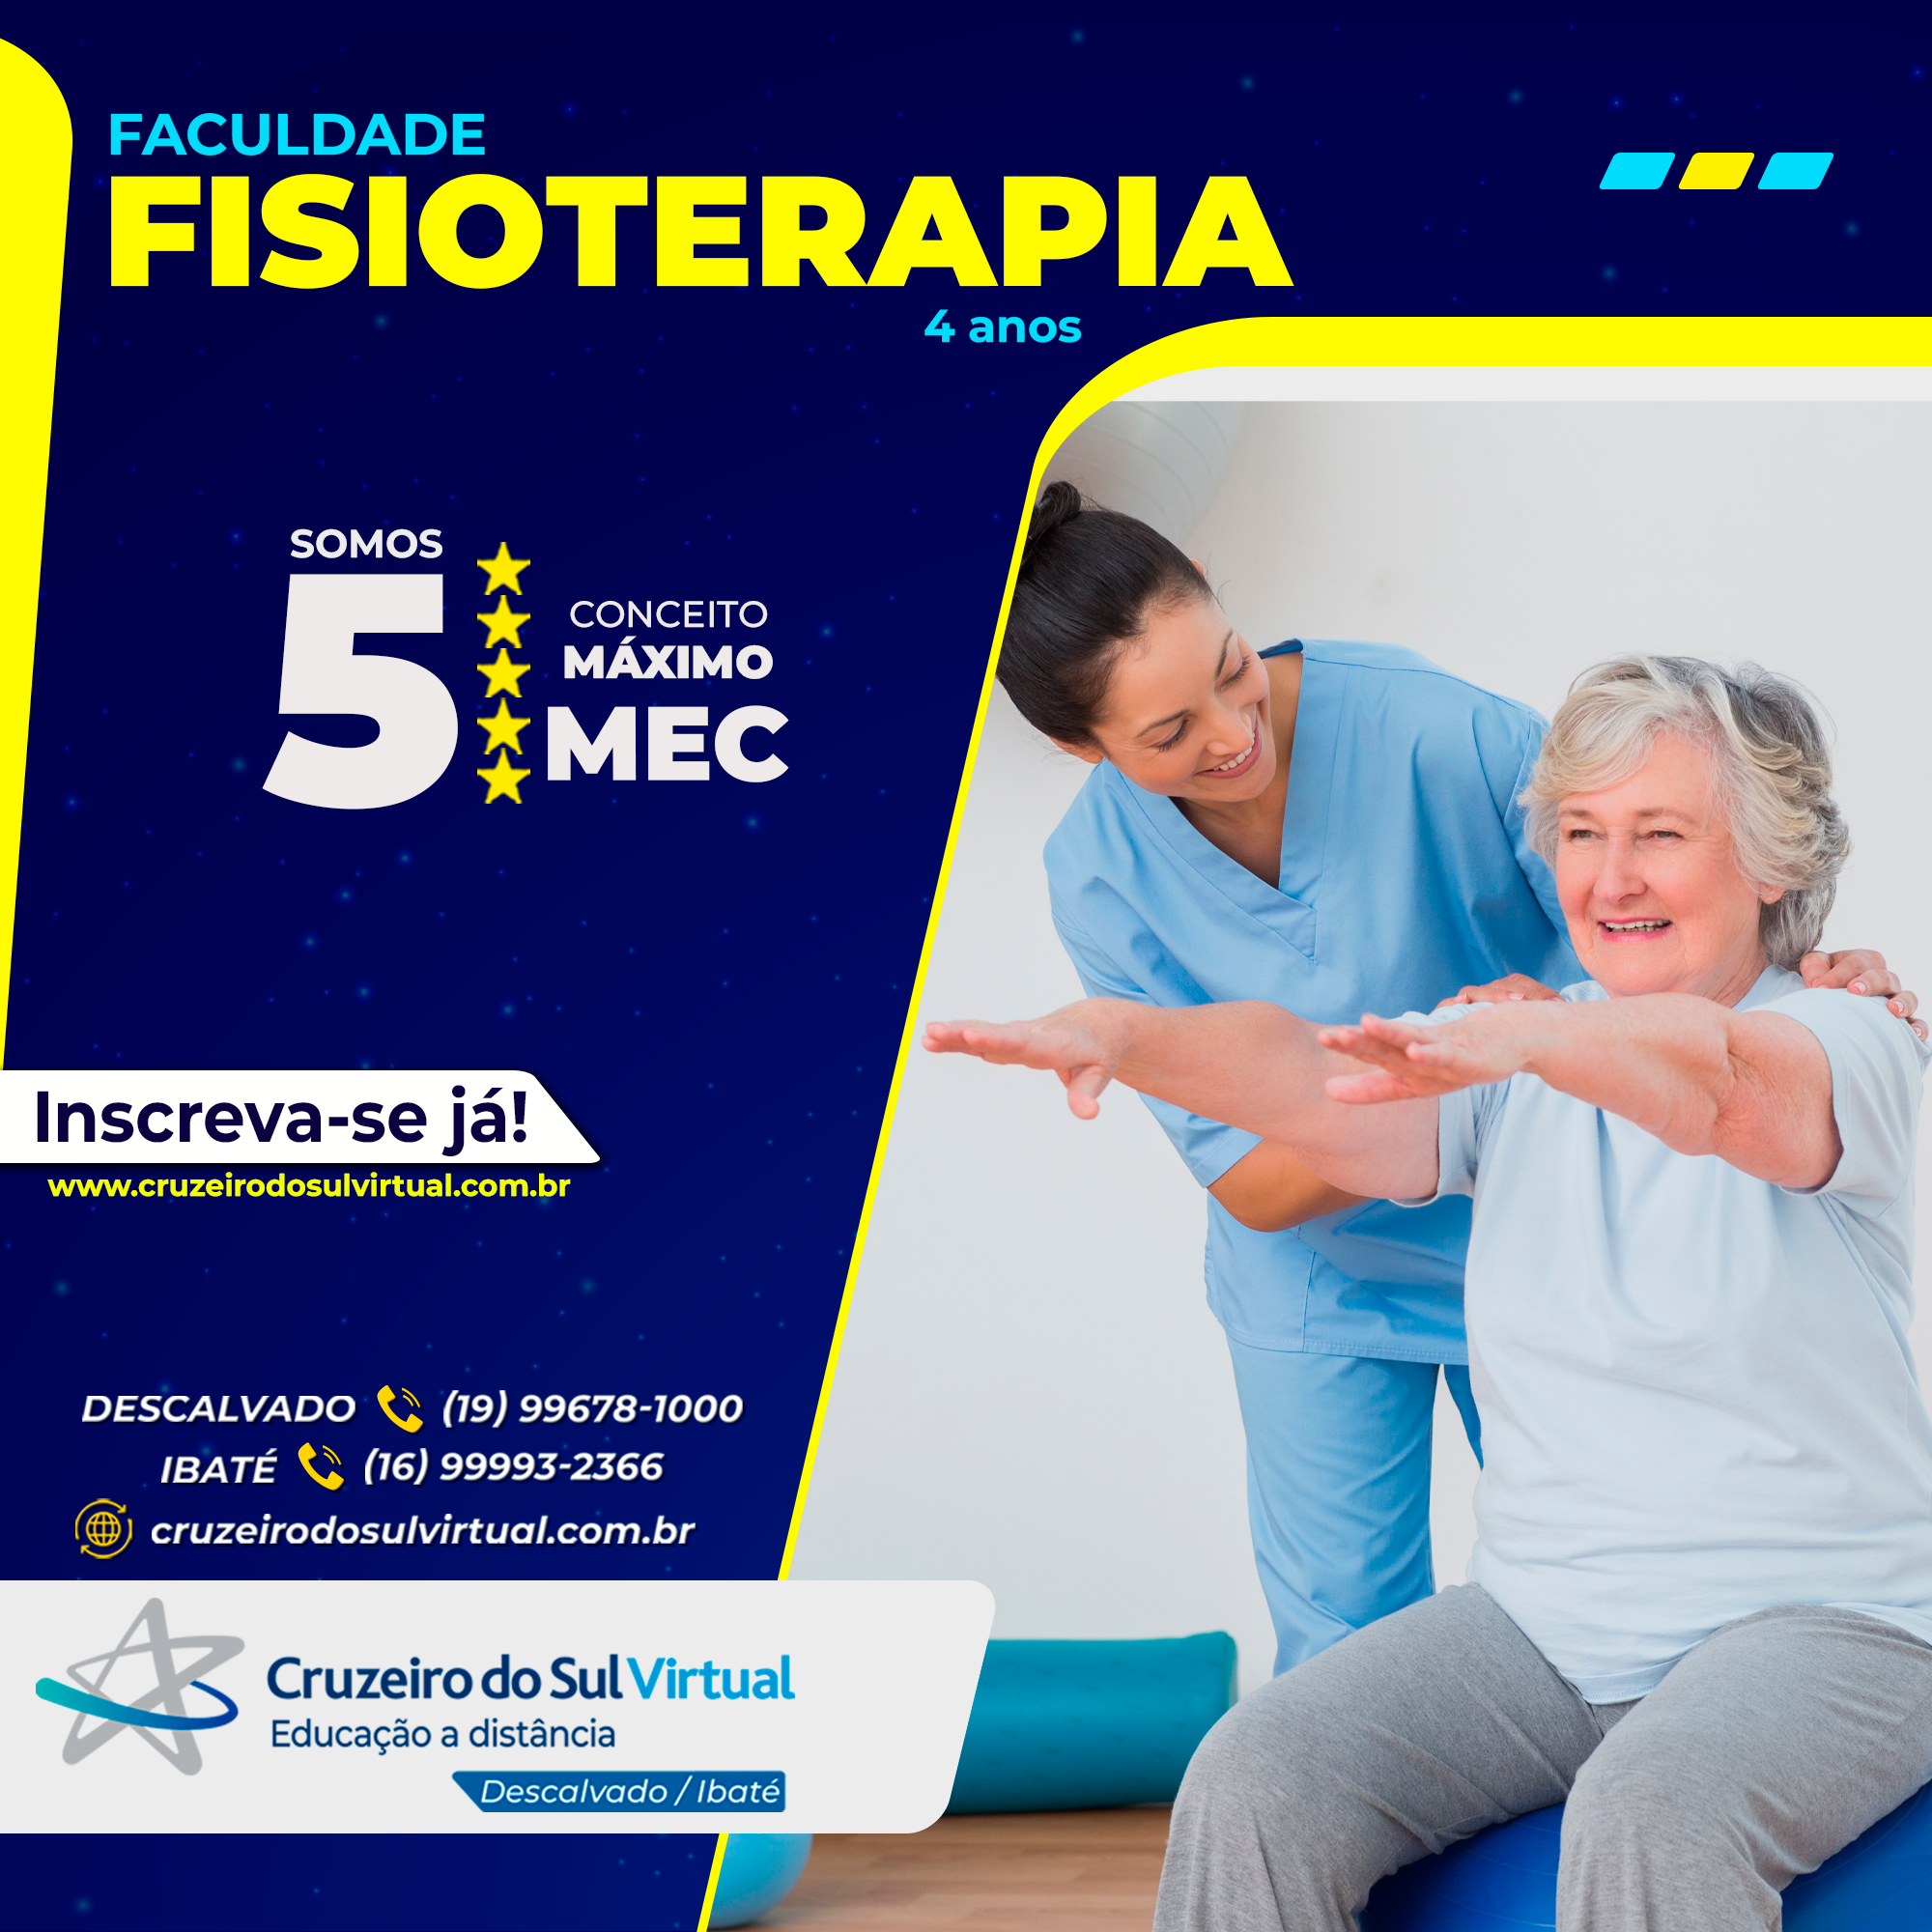 FACULDADE
FISIOTERAPIA
4 anos
SOMOS
5
CONCEITO
MÁXIMO
MEC
Inscreva-se já!
www.cruzeirodosulvirtual.com.br
DESCALVADO (19) 99678-1000
IBATÉ (16) 99993-2366
cruzeirodosulvirtual.com.br
Cruzeiro do Sul Virtual
Educação a distância
Descalvado / Ibaté